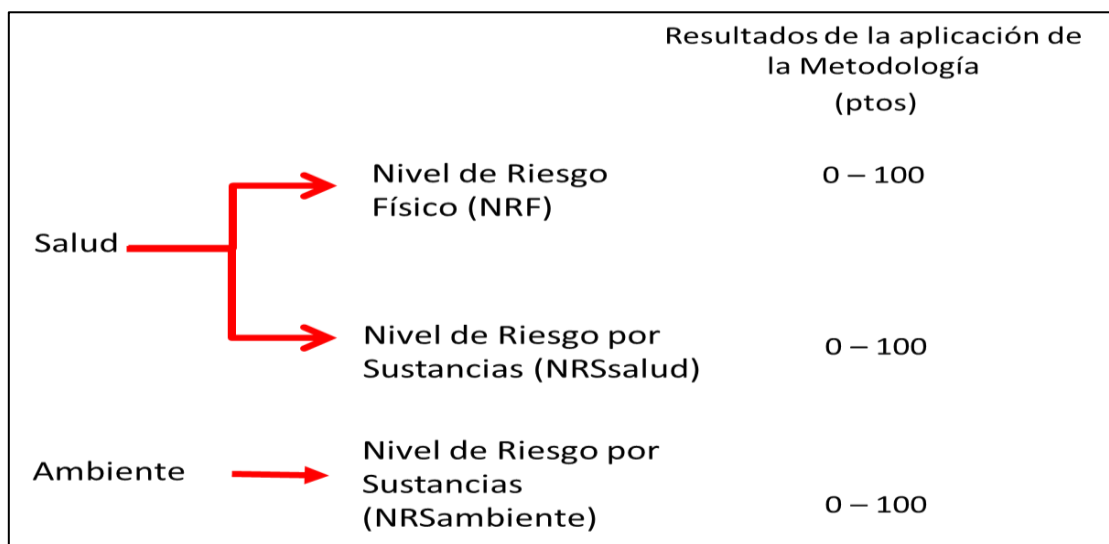 Resultados de la aplicación de
la Metodología
(ptos)
Salud
Nivel de Riesgo
Físico (NRF)
0 – 100
Nivel de Riesgo por
Sustancias (NRSsalud)
0 – 100
Ambiente
Nivel de Riesgo por
Sustancias
(NRSambiente)
0 – 100